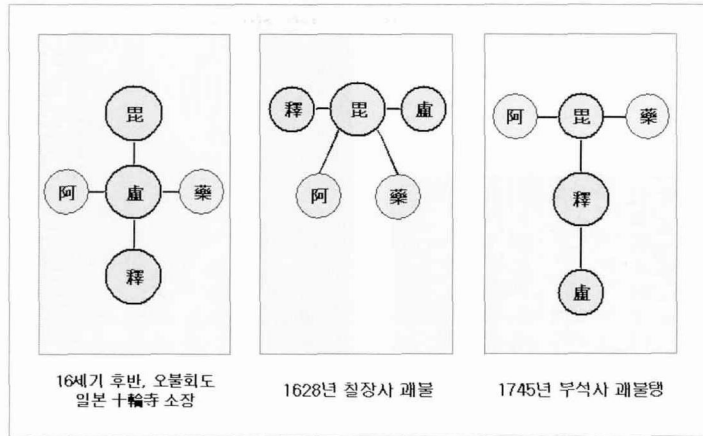 毘
阿 盧 藥
釋
16세기 후반, 오불회도
일본 十輪寺 소장
釋 毘 盧
阿 藥
1628년 칠장사 괘불
阿 毘 藥
釋
盧
1745년 부석사 괘불탱